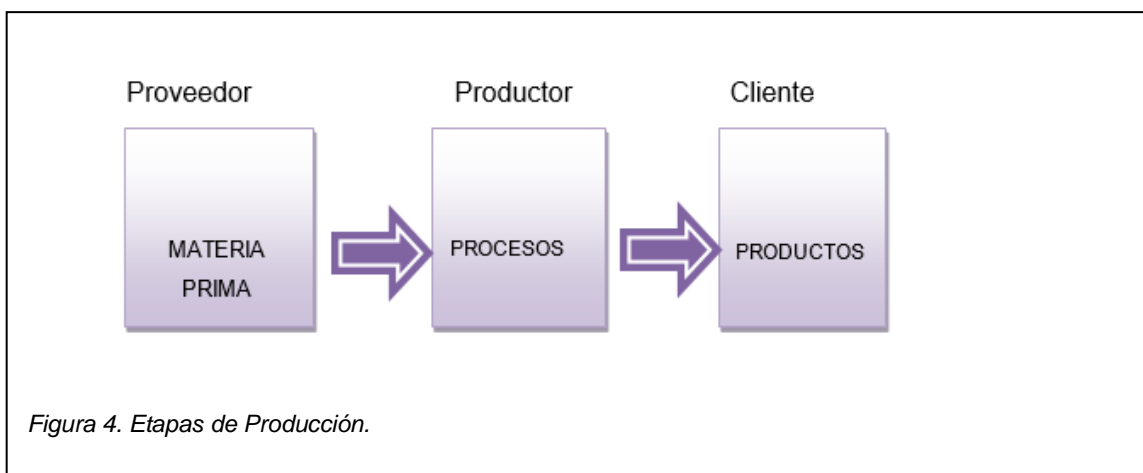 Proveedor
Productor
Cliente
MATERIA
PRIMA
PROCESOS
PRODUCTOS
Figura 4. Etapas de Producción.